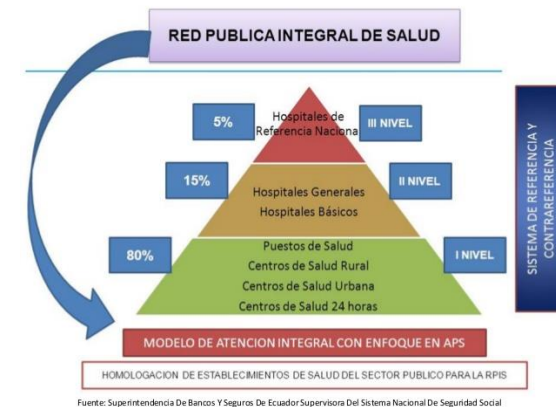 RED PUBLICA INTEGRAL DE SALUD
5%
Hospitales de
Referencia Nacional
III NIVEL
15%
Hospitales Generales
Hospitales Básicos
II NIVEL
80%
Puestos de Salud
Centros de Salud Rural
Centros de Salud Urbana
Centros de Salud 24 horas
I NIVEL
SISTEMA DE REFERENCIA Y
CONTRAREFERENCIA
MODELO DE ATENCION INTEGRAL CON ENFOQUE EN APS
HOMOLOGACION DE ESTABLECIMIENTOS DE SALUD DEL SECTOR PUBLICO PARA LA RPIS
Fuente: Superintendencia De Bancos Y Seguros De Ecuador Supervisora Del Sistema Nacional De Seguridad Social